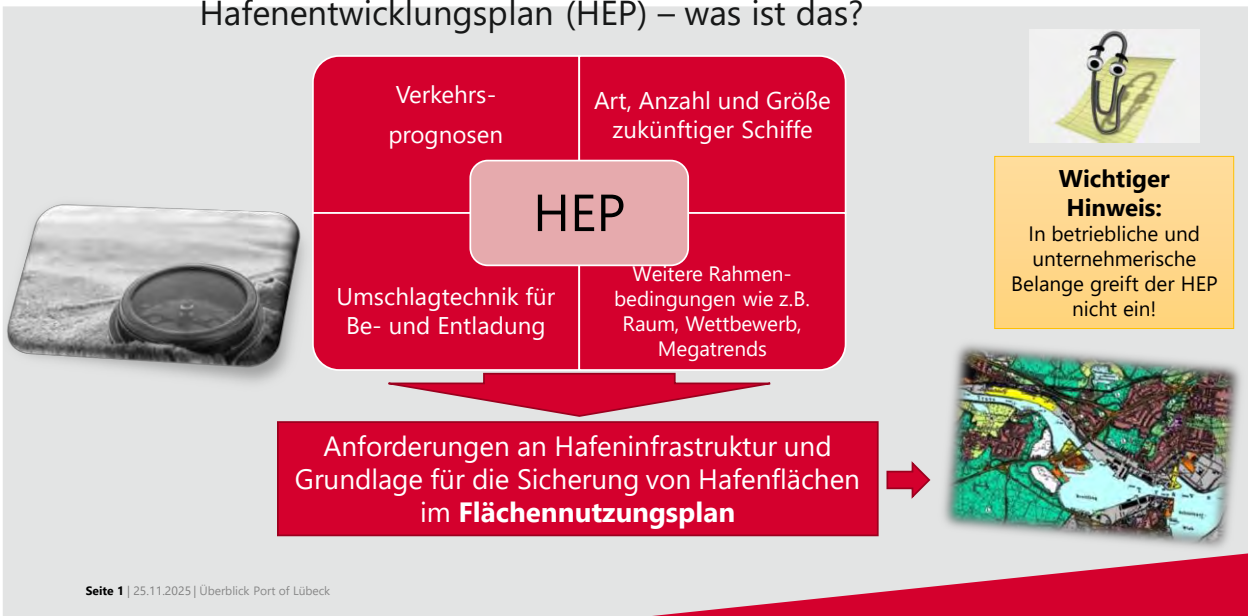 Hafenentwicklungsplan (HEP) – was ist das?
Verkehrs-
prognosen
Art, Anzahl und Größe
zukünftiger Schiffe
HEP
Umschlagtechnik für
Be- und Entladung
Weitere Rahmen-
bedingungen wie z.B.
Raum, Wettbewerb,
Megatrends
Wichtiger
Hinweis:
In betriebliche und
unternehmerische
Belange greift der HEP
nicht ein!
Anforderungen an Hafeninfrastruktur und
Grundlage für die Sicherung von Hafenflächen
im Flächennutzungsplan
Seite 1 | 25.11.2025 | Überblick Port of Lübeck